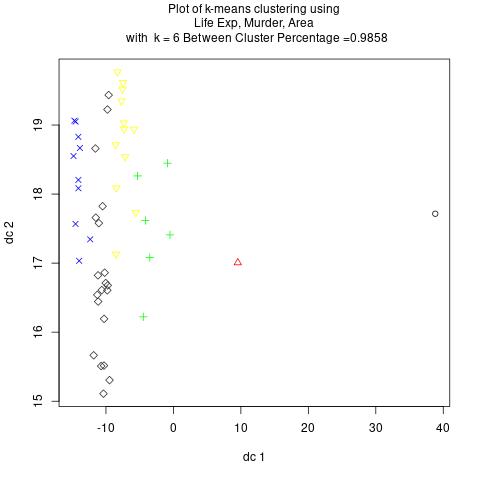 Plot of k-means clustering using
Life Exp, Murder, Area
with  k = 6 Between Cluster Percentage =0.9858
dc 2
19
18
17
16
15
-10
0
10
20
30
40
dc 1